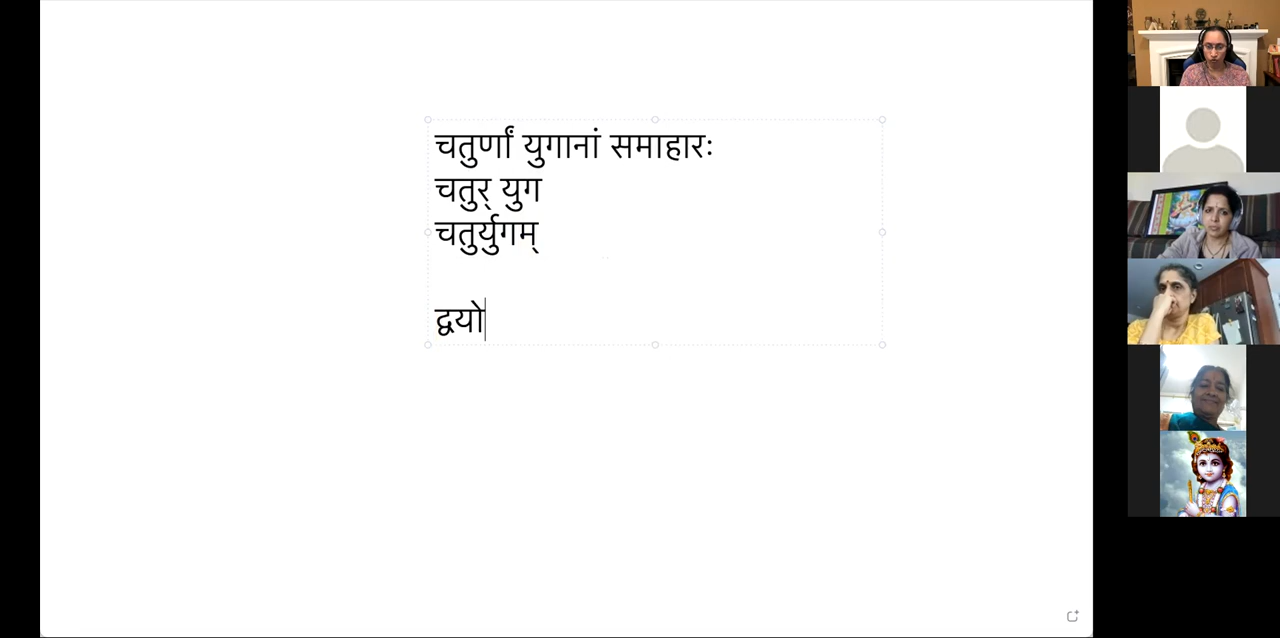 चतुर्णां युगानां समाहारः
चतुर् युग
चतुर्युगम्
द्वयो